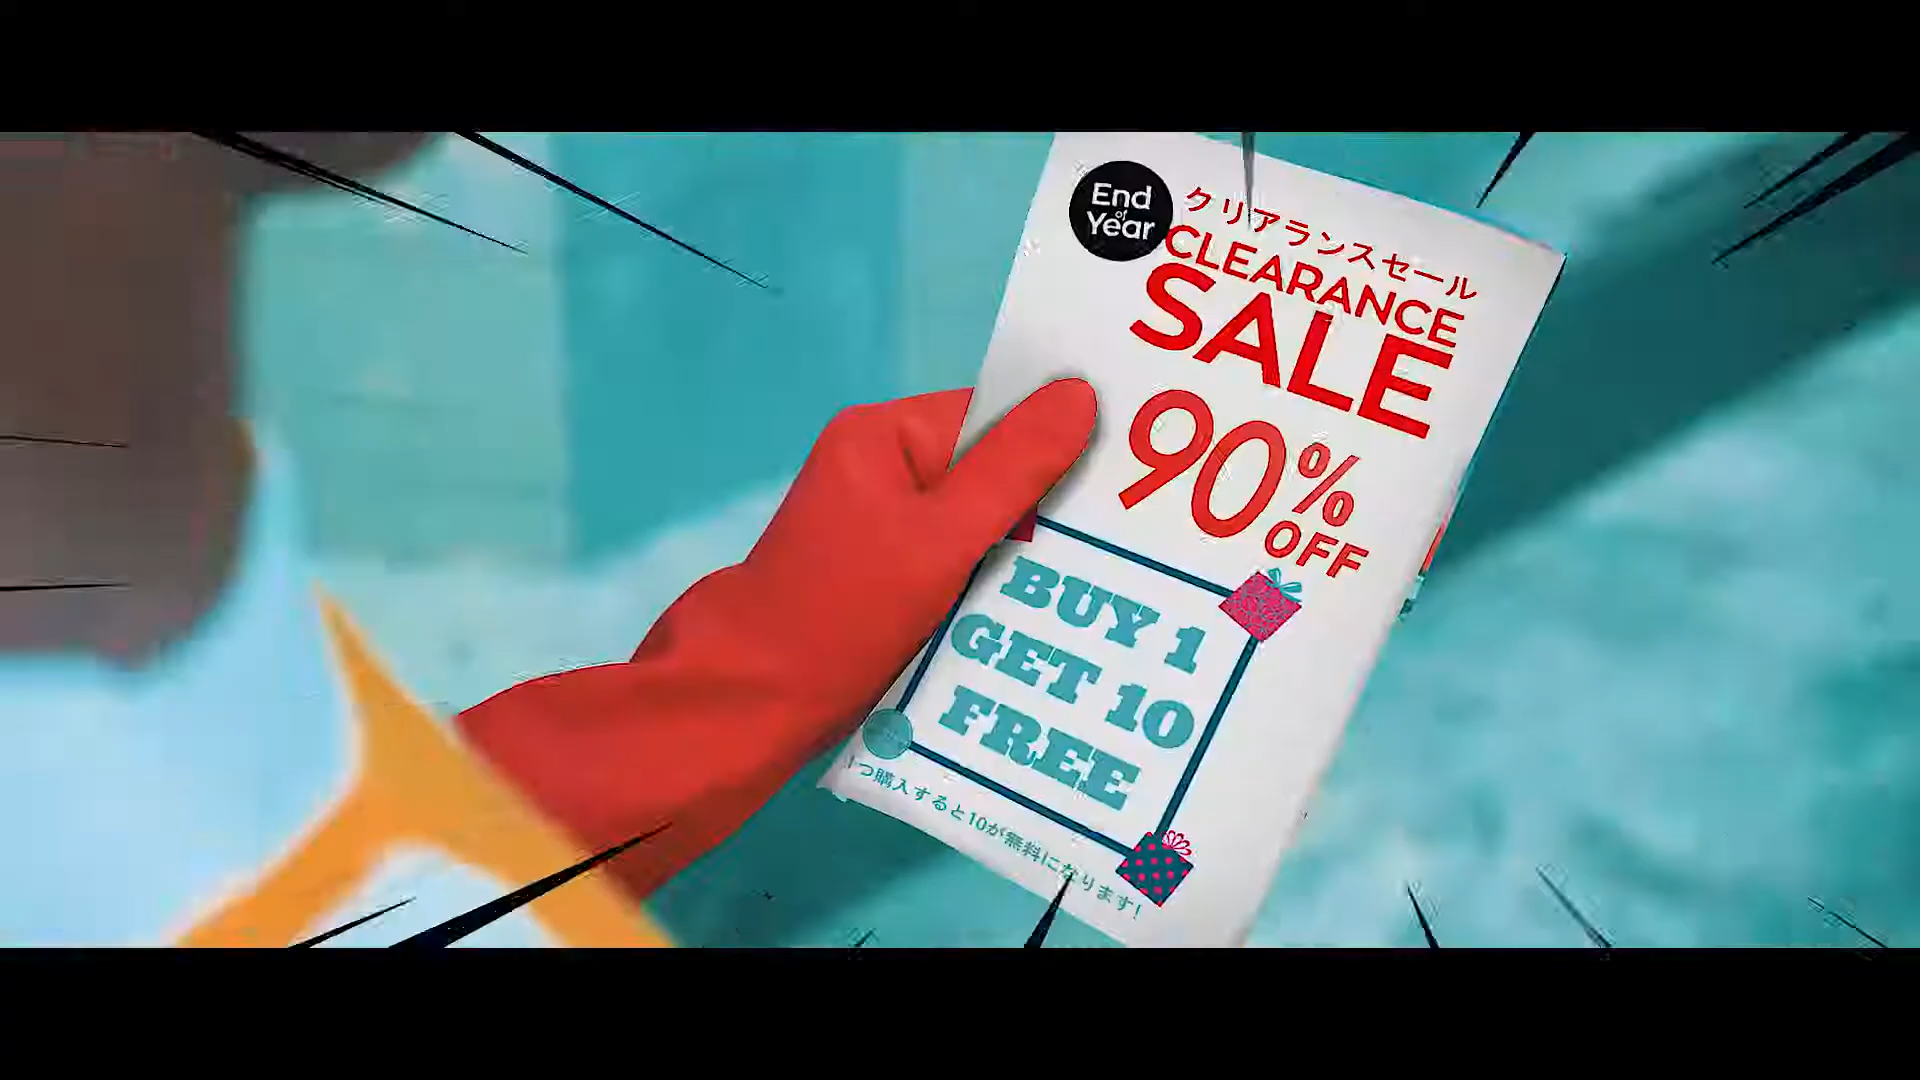 End
of
Year
クリアランスセール
CLEARANCE
SALE
90%
OFF
BUY 1
GET 10
FREE
1つ購入すると10が無料になります!